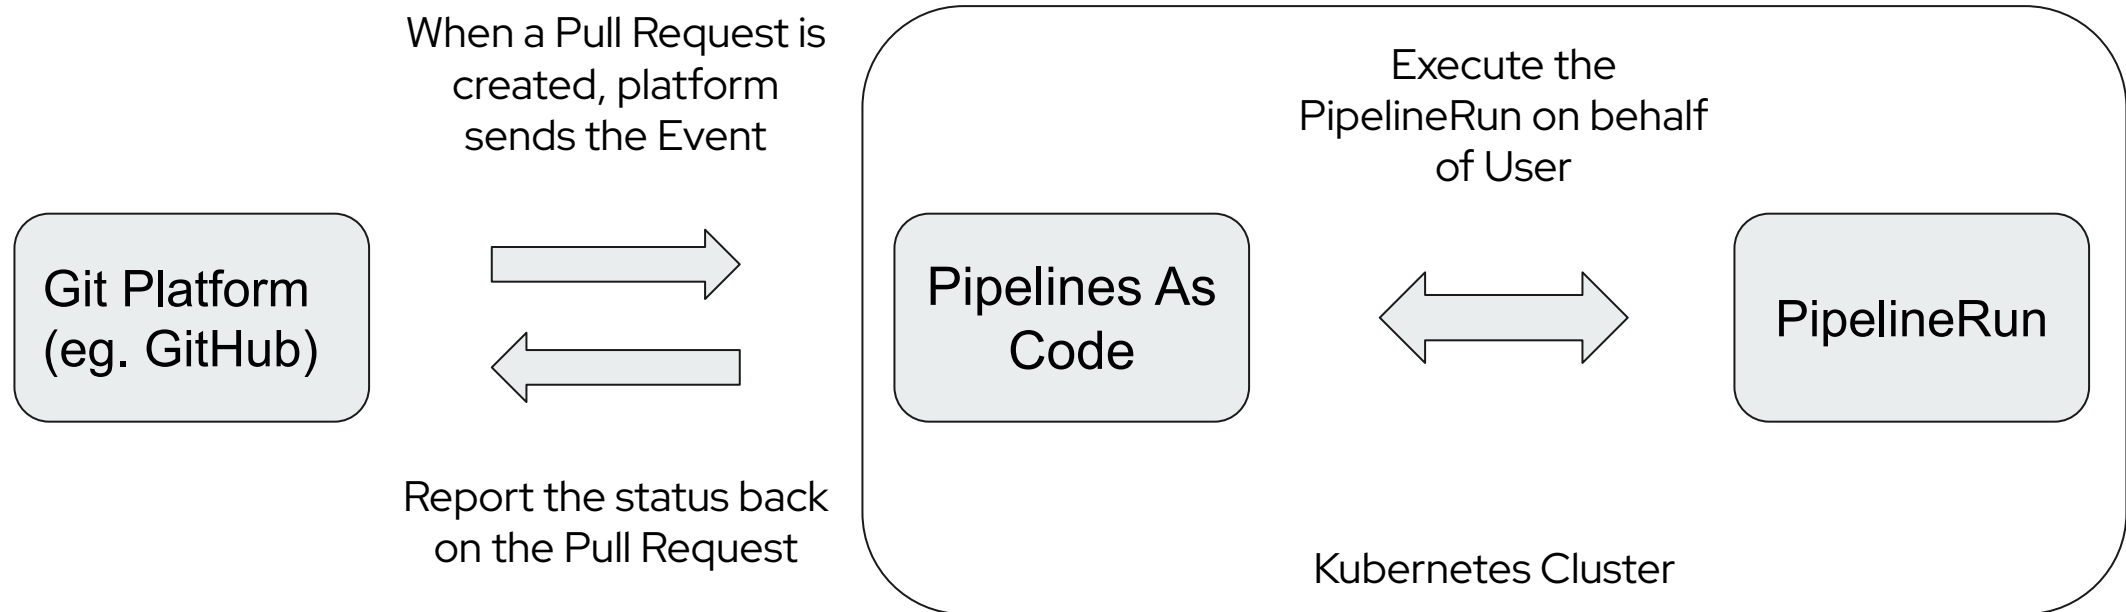 When a Pull Request is
created, platform
sends the Event
Execute the
PipelineRun on behalf
of User
Git Platform
(eg. GitHub)
Pipelines As
Code
PipelineRun
Report the status back
on the Pull Request
Kubernetes Cluster